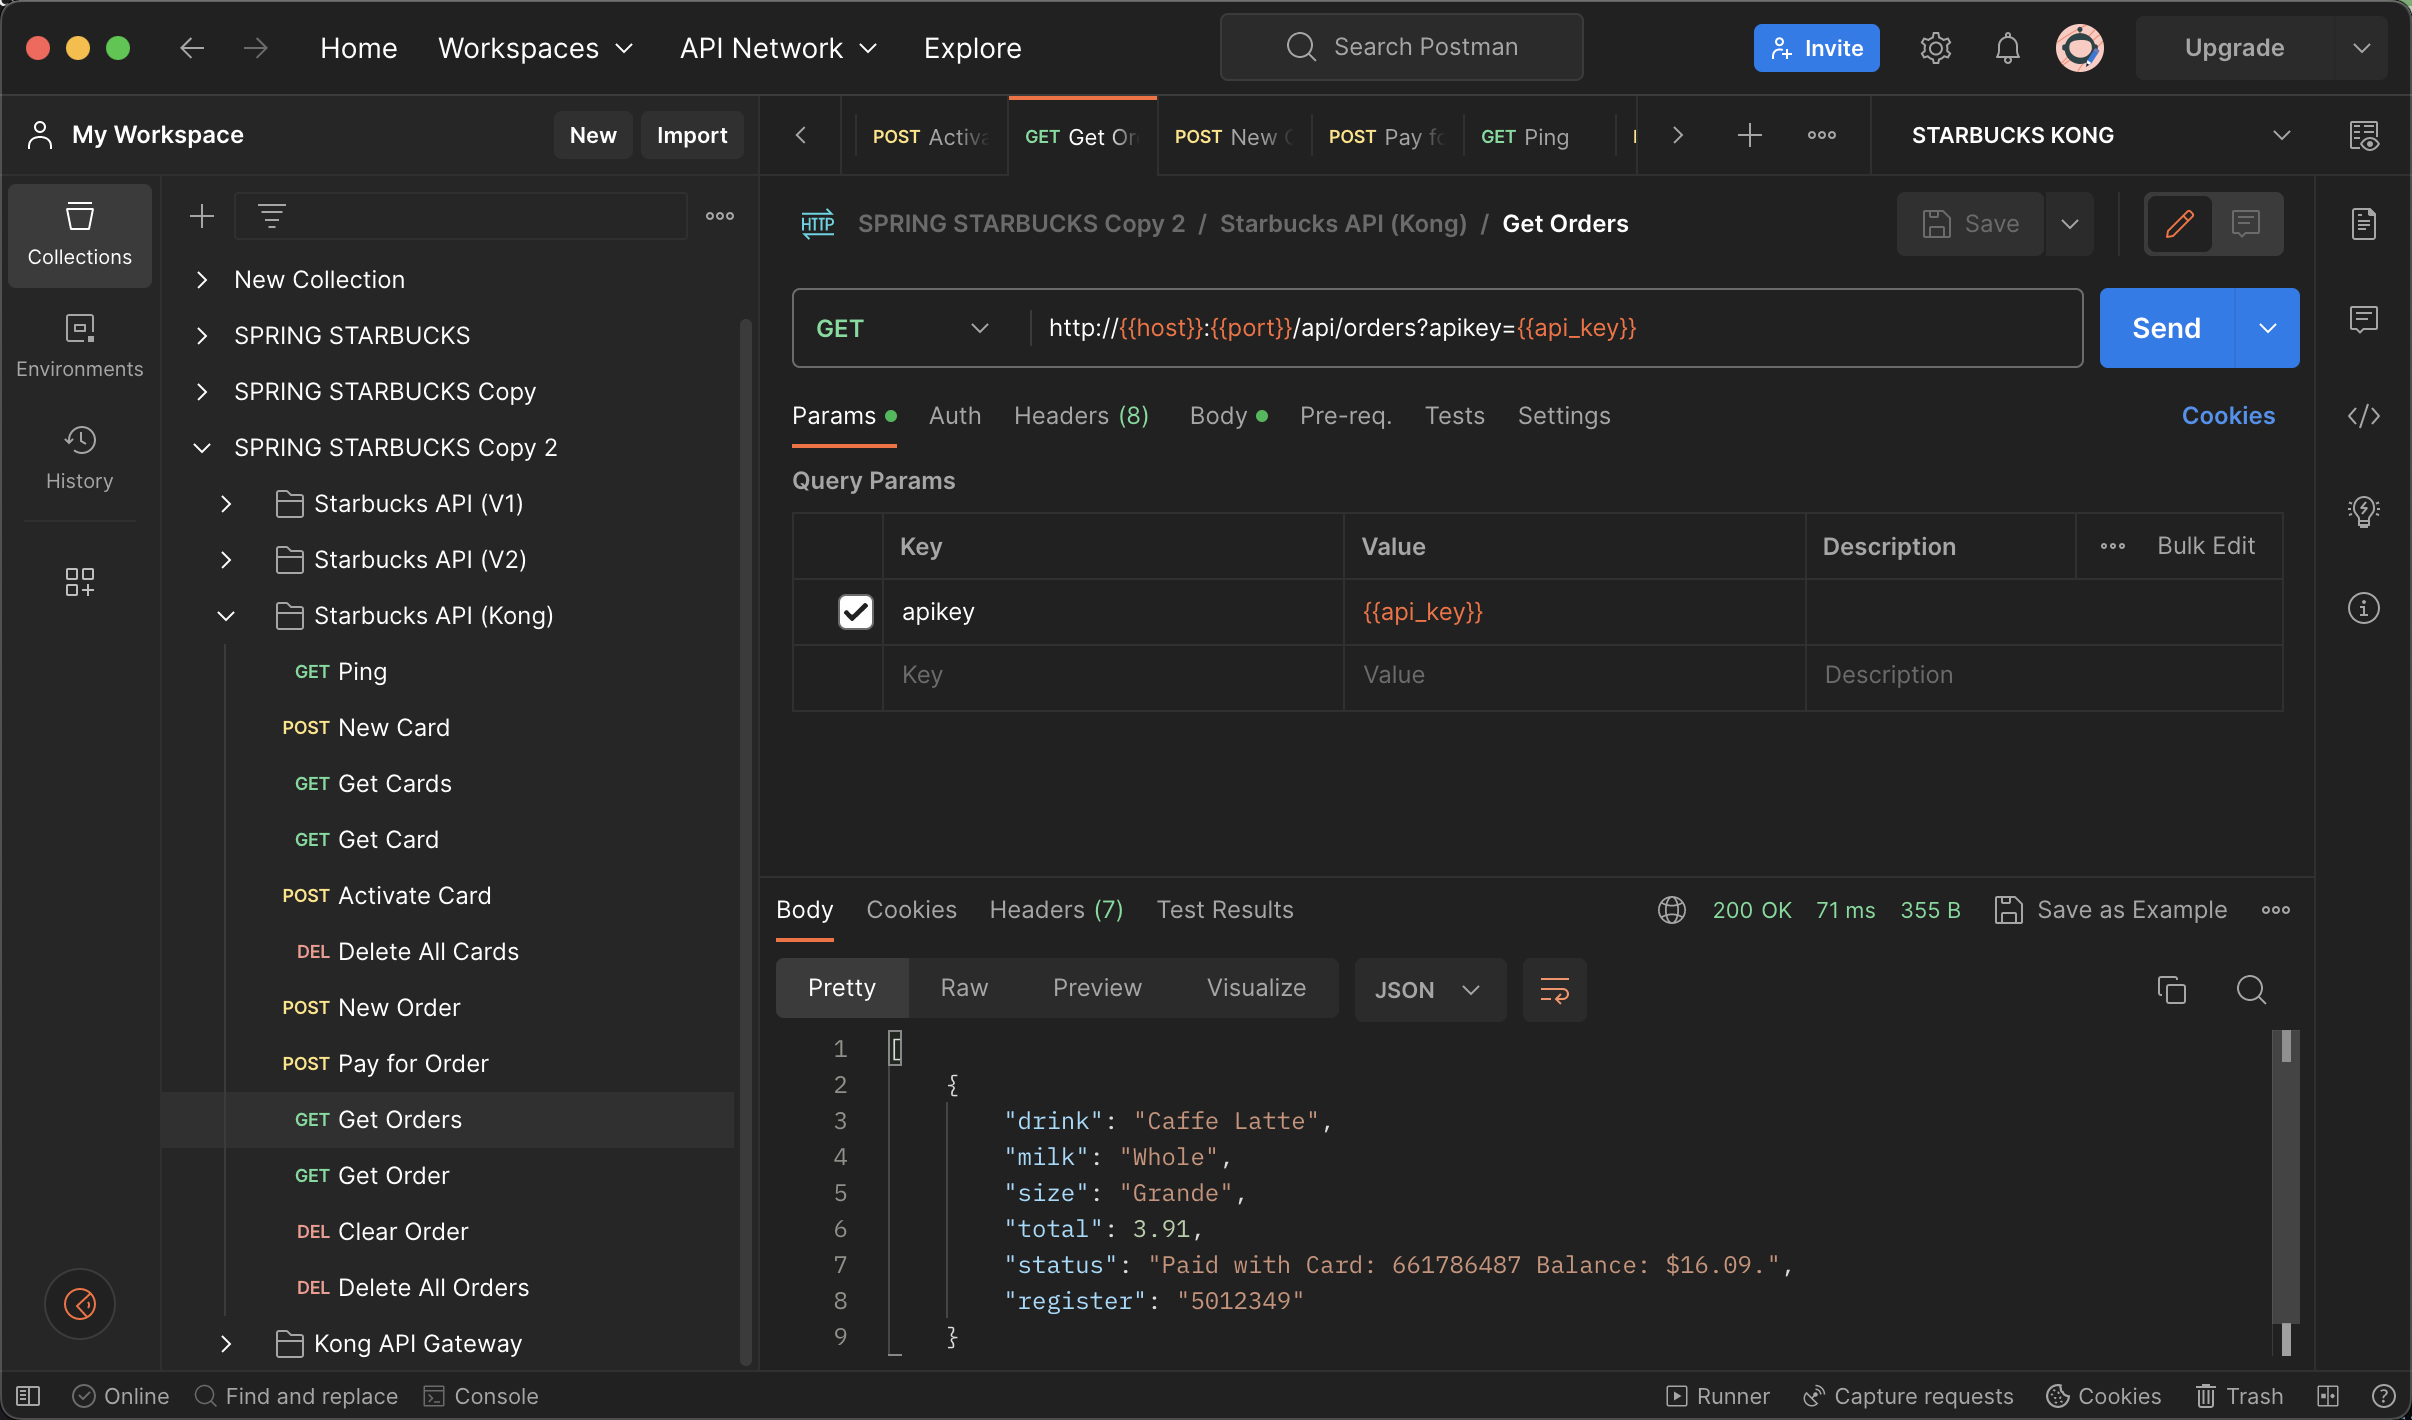 Home Workspaces API Network Explore Search Postman Invite Upgrade
My Workspace New Import
POST Activa GET Get Or POST New POST Pay fo GET Ping STARBUCKS KONG
Collections
Environments
History
New Collection
SPRING STARBUCKS
SPRING STARBUCKS Copy
SPRING STARBUCKS Copy 2
Starbucks API (V1)
Starbucks API (V2)
Starbucks API (Kong)
GET Ping
POST New Card
GET Get Cards
GET Get Card
POST Activate Card
DEL Delete All Cards
POST New Order
POST Pay for Order
GET Get Orders
GET Get Order
DEL Clear Order
DEL Delete All Orders
Kong API Gateway
HTTP SPRING STARBUCKS Copy 2 / Starbucks API (Kong) / Get Orders Save
GET http://{{host}}:{{port}}/api/orders?apikey={{api_key}} Send
Params Auth Headers (8) Body Pre-req. Tests Settings Cookies
Query Params
Key Value Description Bulk Edit
apikey {{api_key}}
Key Value Description
Body Cookies Headers (7) Test Results 200 OK 71 ms 355 B Save as Example
Pretty Raw Preview Visualize JSON
1 [
2 {
3 "drink": "Caffe Latte",
4 "milk": "Whole",
5 "size": "Grande",
6 "total": 3.91,
7 "status": "Paid with Card: 661786487 Balance: $16.09.",
8 "register": "5012349"
9 }
Online Find and replace Console Runner Capture requests Cookies Trash